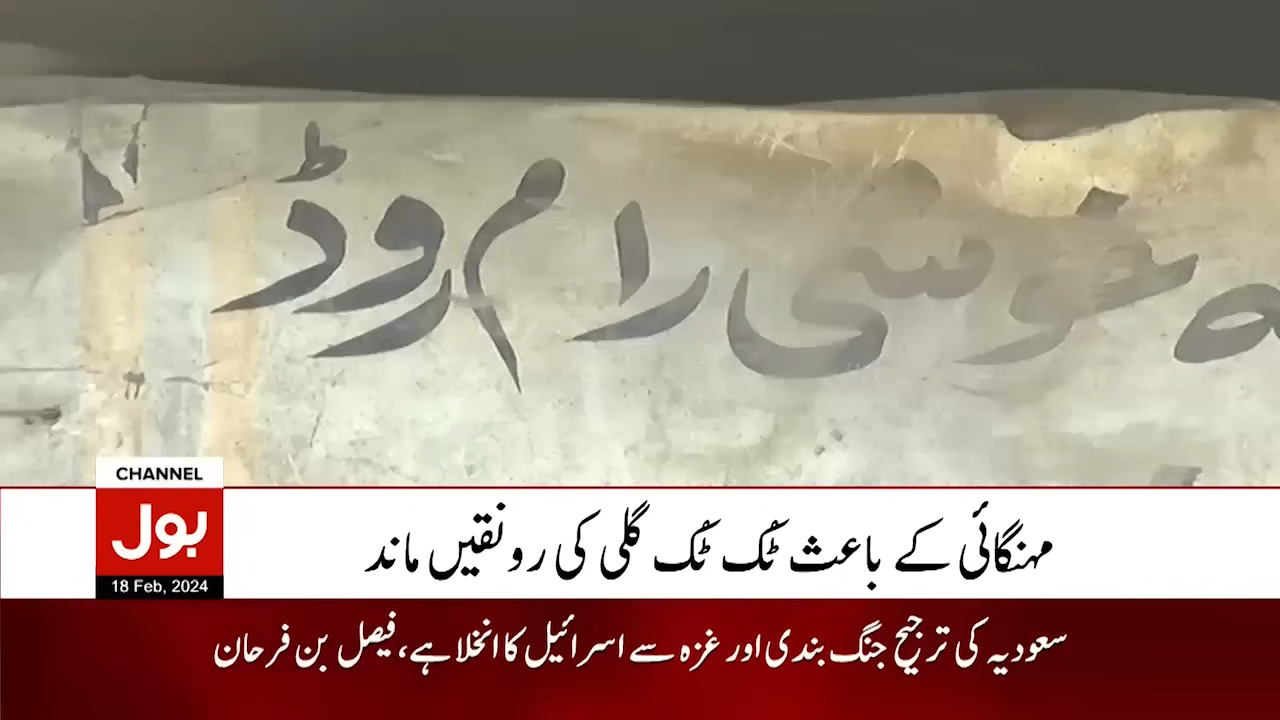 غوشی رام روڈ
CHANNEL
بول
18 Feb, 2024
مہنگائی کے باعث ٹک ٹک گلی کی رونقیں ماند
سعودیہ کی ترجیح جنگ بندی اور غزہ سے اسرائیل کا انخلا ہے، فیصل بن فرحان